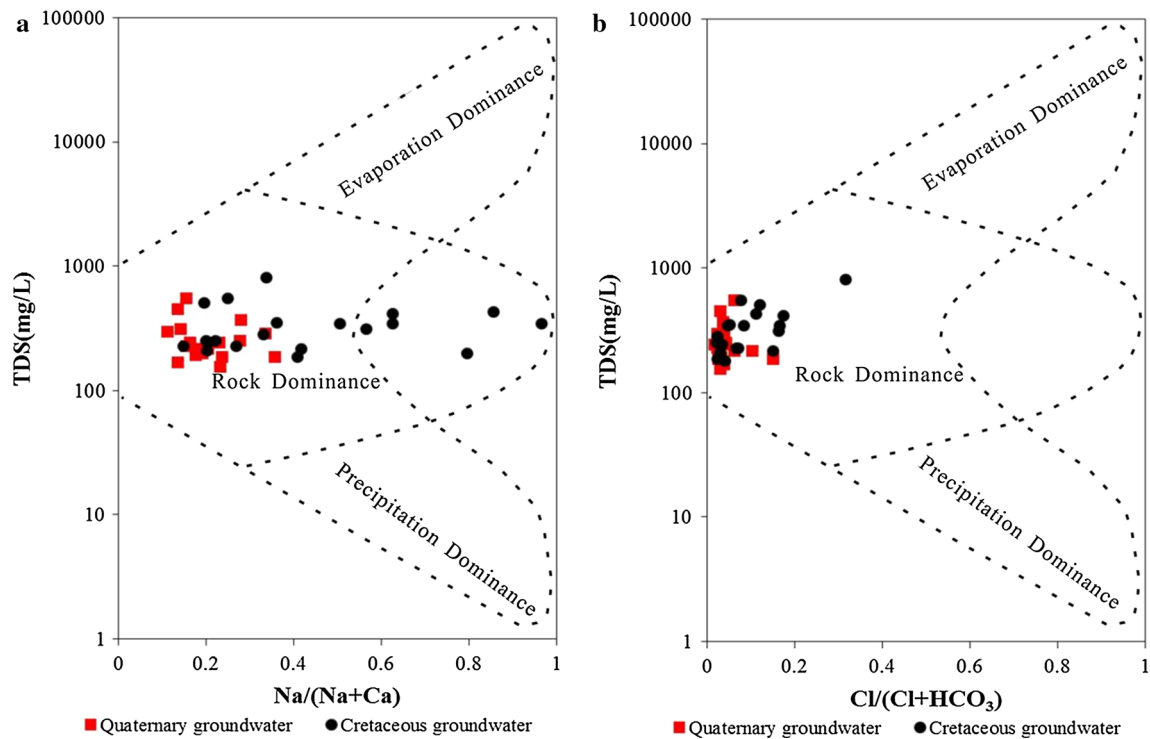 a
100000
10000
1000
100
10
1
TDS(mg/L)
Evaporation Dominance
Rock Dominance
Precipitation Dominance
0 0.2 0.4 0.6 0.8 1
Na/(Na+Ca)
Quaternary groundwater Cretaceous groundwater
b
100000
10000
1000
100
10
1
TDS(mg/L)
Evaporation Dominance
Rock Dominance
Precipitation Dominance
0 0.2 0.4 0.6 0.8 1
Cl/(Cl+HCO₃)
Quaternary groundwater Cretaceous groundwater